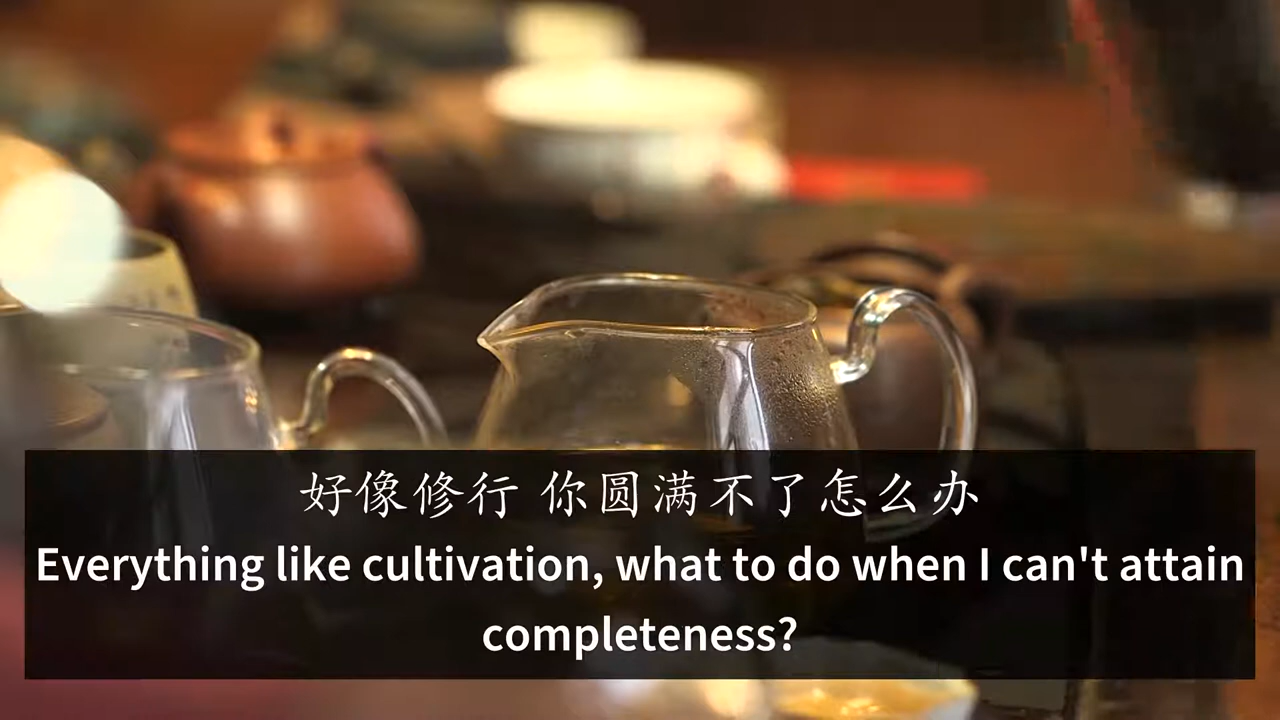 好像修行 你圆满不了怎么办
Everything like cultivation, what to do when I can't attain
completeness?